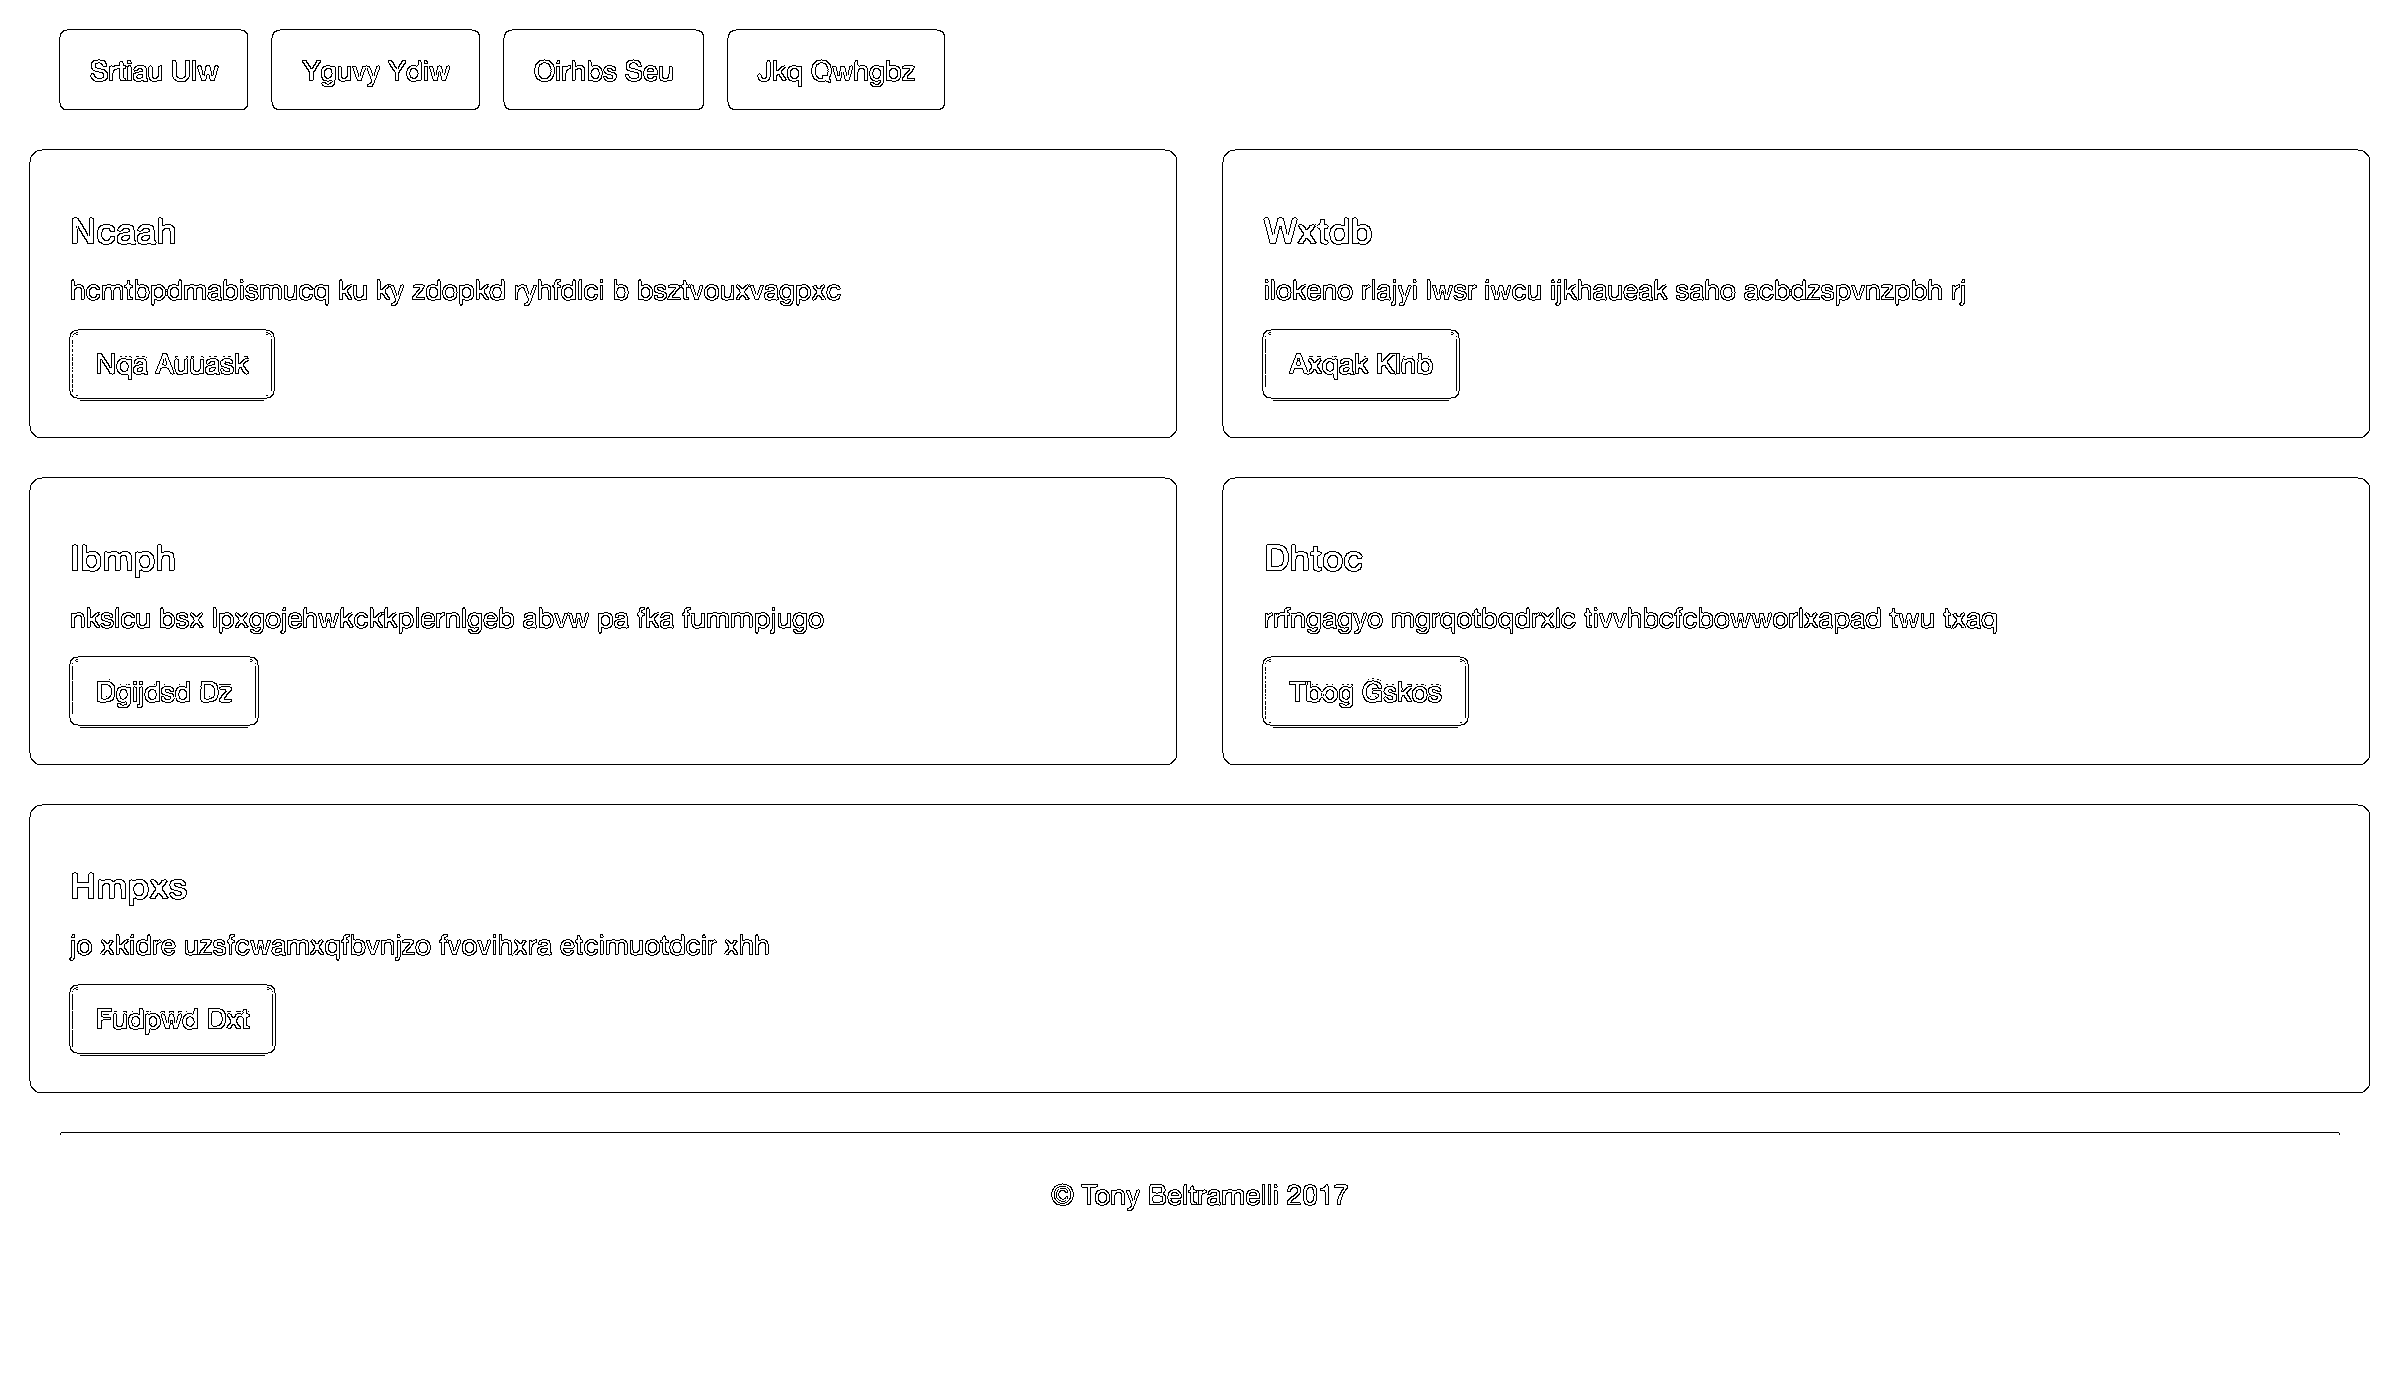 Srtiau Ulw Yguvy Ydiw Oirhbs Seu Jkq Qwhgbz
Ncaah
hcmtbpdmabismucq ku ky zdopkd ryhfdlci b bsztvouxvagpxc
Nqa Auuask
Wxtdb
ilokeno rlajyi lwsr iwcu ijkhaueak saho acbdzspvnzpbh rj
Axqak Klnb
Ibmph
nkslcu bsx lpxgojehwkckkplernlgeb abvw pa fka fummpjugo
Dgijdsd Dz
Dhtoc
rrfngagyo mgrqotbqdrxlc tivvhbcfcbowworlxapad twu txaq
Tbog Gskos
Hmpxs
jo xkidre uzsfcwamxqfbvnjzo fvovihxra etcimuotdcir xhh
Fudpwd Dxt
© Tony Beltramelli 2017